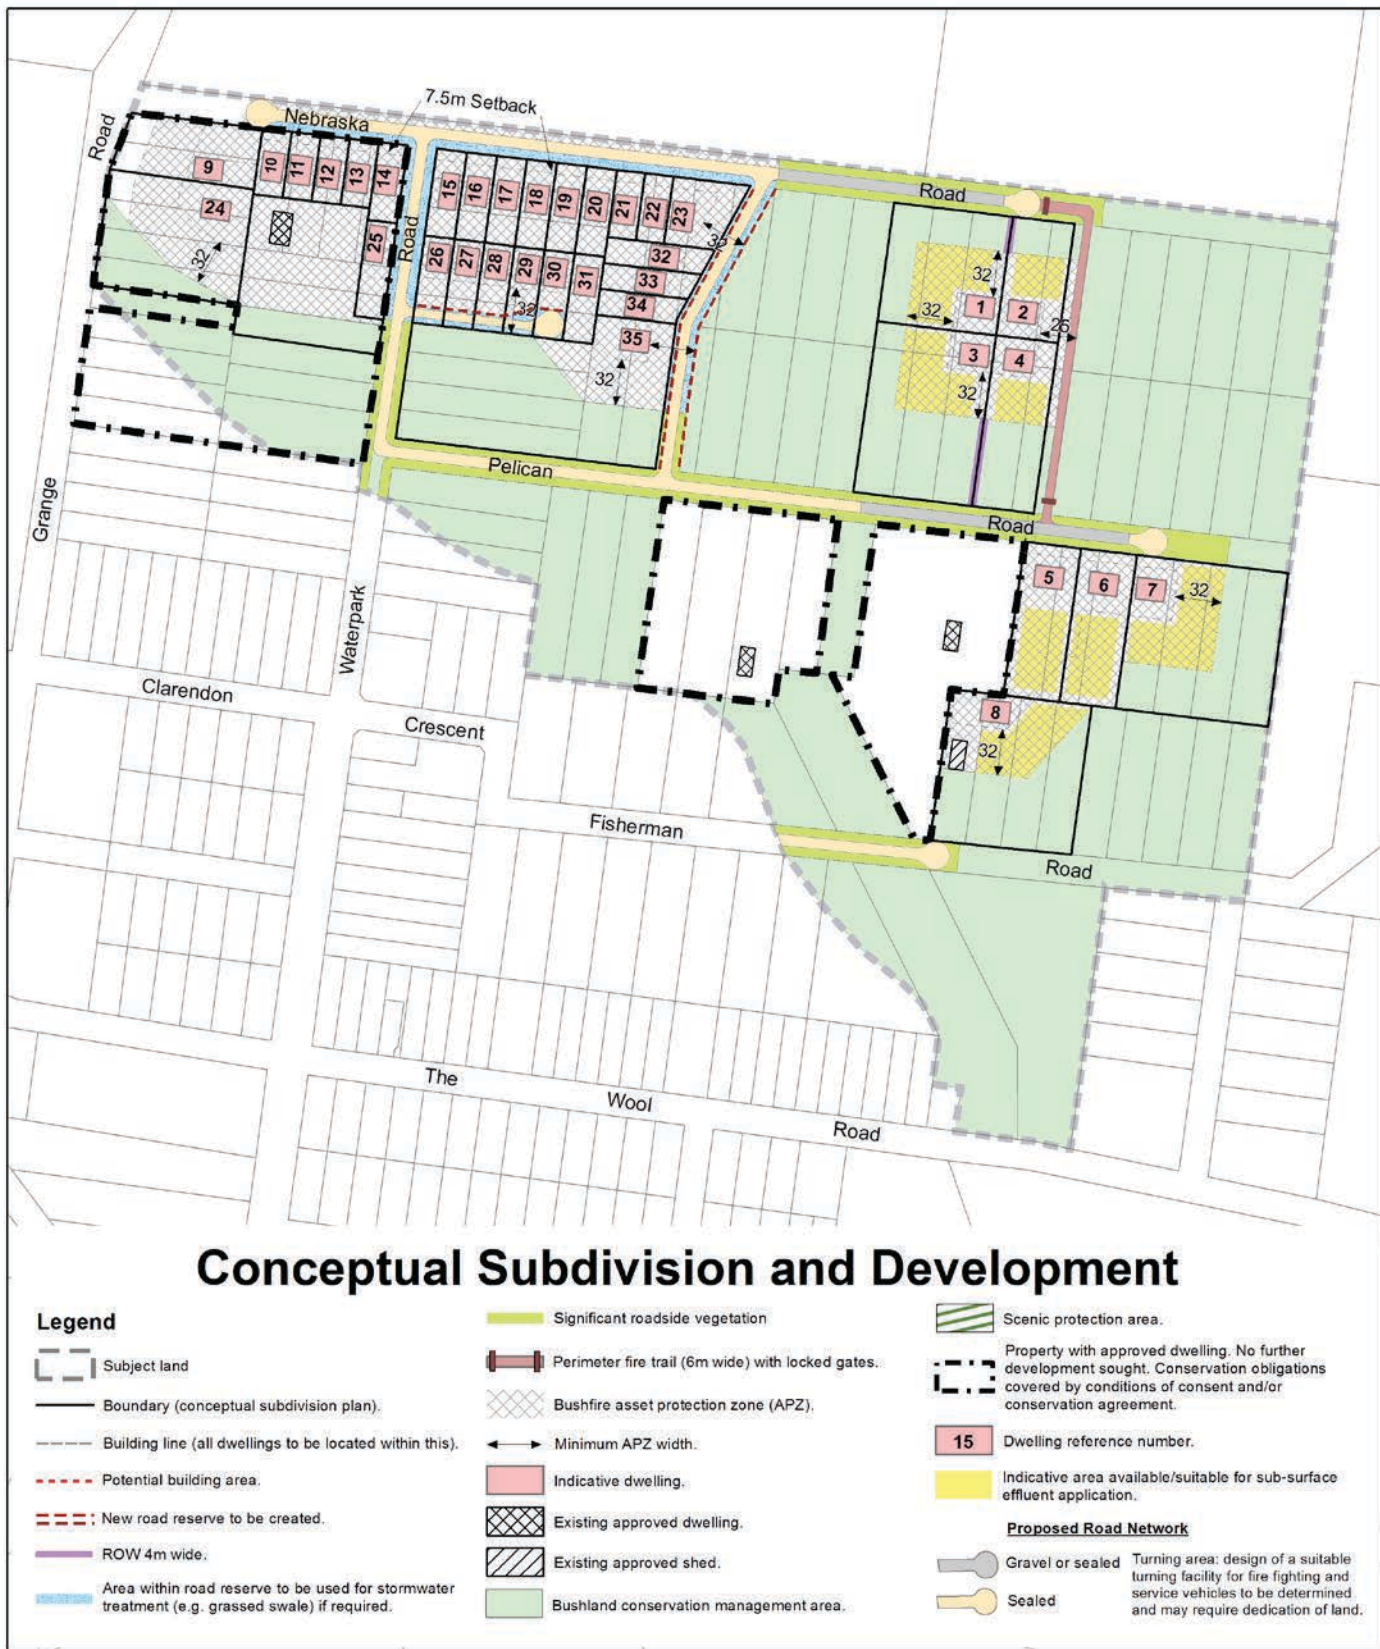 7.5m Setback
Nebraska
Road
Road
9
10
11
12
13
14
15
16
17
18
19
20
21
22
23
24
25
Road
26
27
28
29
30
31
32
33
34
35
32
32
32
32
1
2
3
4
32
32
26
32
Pelican
Road
5
6
7
32
8
32
Grange
Waterpark
Clarendon
Crescent
Fisherman
Road
The
Wool
Road
Conceptual Subdivision and Development
Legend
Subject land
Boundary (conceptual subdivision plan).
Building line (all dwellings to be located within this).
Potential building area.
New road reserve to be created.
ROW 4m wide.
Area within road reserve to be used for stormwater
treatment (e.g. grassed swale) if required.
Significant roadside vegetation
Perimeter fire trail (6m wide) with locked gates.
Bushfire asset protection zone (APZ).
Minimum APZ width.
Indicative dwelling.
Existing approved dwelling.
Existing approved shed.
Bushland conservation management area.
Scenic protection area.
Property with approved dwelling. No further
development sought. Conservation obligations
covered by conditions of consent and/or
conservation agreement.
15
Dwelling reference number.
Indicative area available/suitable for sub-surface
effluent application.
Proposed Road Network
Gravel or sealed
Sealed
Turning area: design of a suitable
turning facility for fire fighting and
service vehicles to be determined
and may require dedication of land.